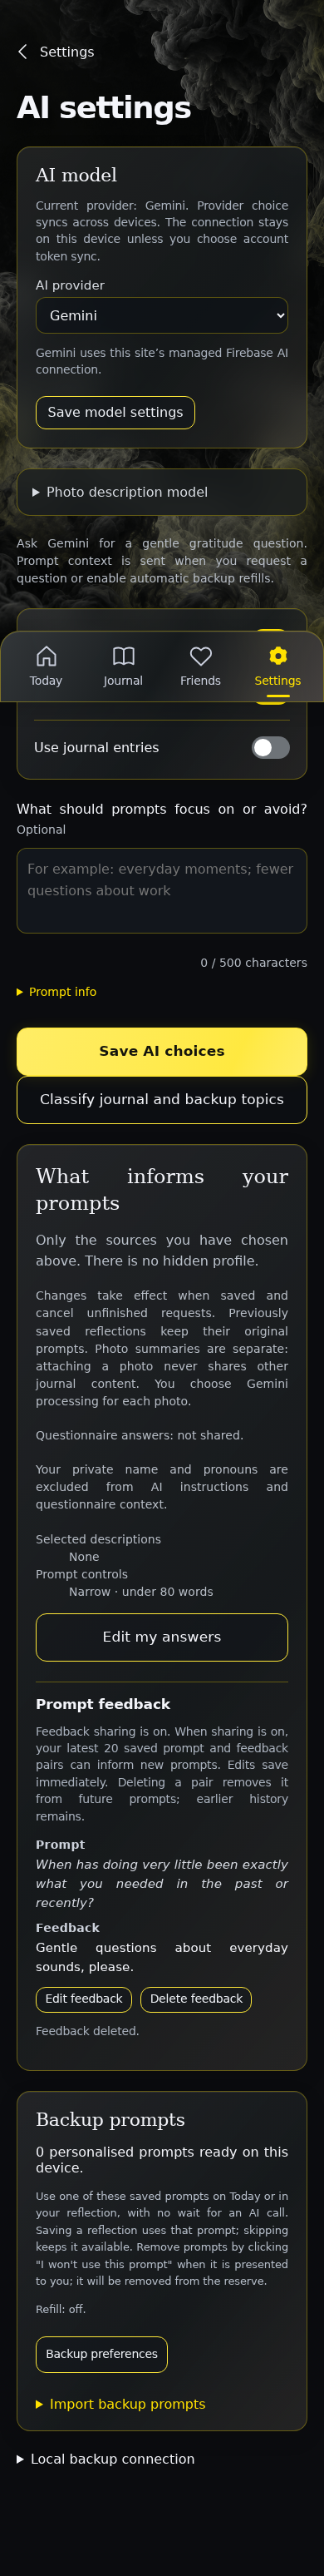 Settings
AI settings
AI model
Current provider: Gemini. Provider choice
syncs across devices. The connection stays
on this device unless you choose account
token sync.
AI provider
Gemini
Gemini uses this site’s managed Firebase AI
connection.
Save model settings
Photo description model
Ask Gemini for a gentle gratitude question.
Prompt context is sent when you request a
question or enable automatic backup refills.
Today
Journal
Friends
Settings
Use journal entries
What should prompts focus on or avoid?
Optional
For example: everyday moments; fewer
questions about work
0 / 500 characters
Prompt info
Save AI choices
Classify journal and backup topics
What informs your
prompts
Only the sources you have chosen
above. There is no hidden profile.
Changes take effect when saved and
cancel unfinished requests. Previously
saved reflections keep their original
prompts. Photo summaries are separate:
attaching a photo never shares other
journal content. You choose Gemini
processing for each photo.
Questionnaire answers: not shared.
Your private name and pronouns are
excluded from AI instructions and
questionnaire context.
Selected descriptions
None
Prompt controls
Narrow · under 80 words
Edit my answers
Prompt feedback
Feedback sharing is on. When sharing is on,
your latest 20 saved prompt and feedback
pairs can inform new prompts. Edits save
immediately. Deleting a pair removes it
from future prompts; earlier history
remains.
Prompt
When has doing very little been exactly
what you needed in the past or
recently?
Feedback
Gentle questions about everyday
sounds, please.
Edit feedback
Delete feedback
Feedback deleted.
Backup prompts
0 personalised prompts ready on this
device.
Use one of these saved prompts on Today or in
your reflection, with no wait for an AI call.
Saving a reflection uses that prompt; skipping
keeps it available. Remove prompts by clicking
"I won't use this prompt" when it is presented
to you; it will be removed from the reserve.
Refill: off.
Backup preferences
Import backup prompts
Local backup connection